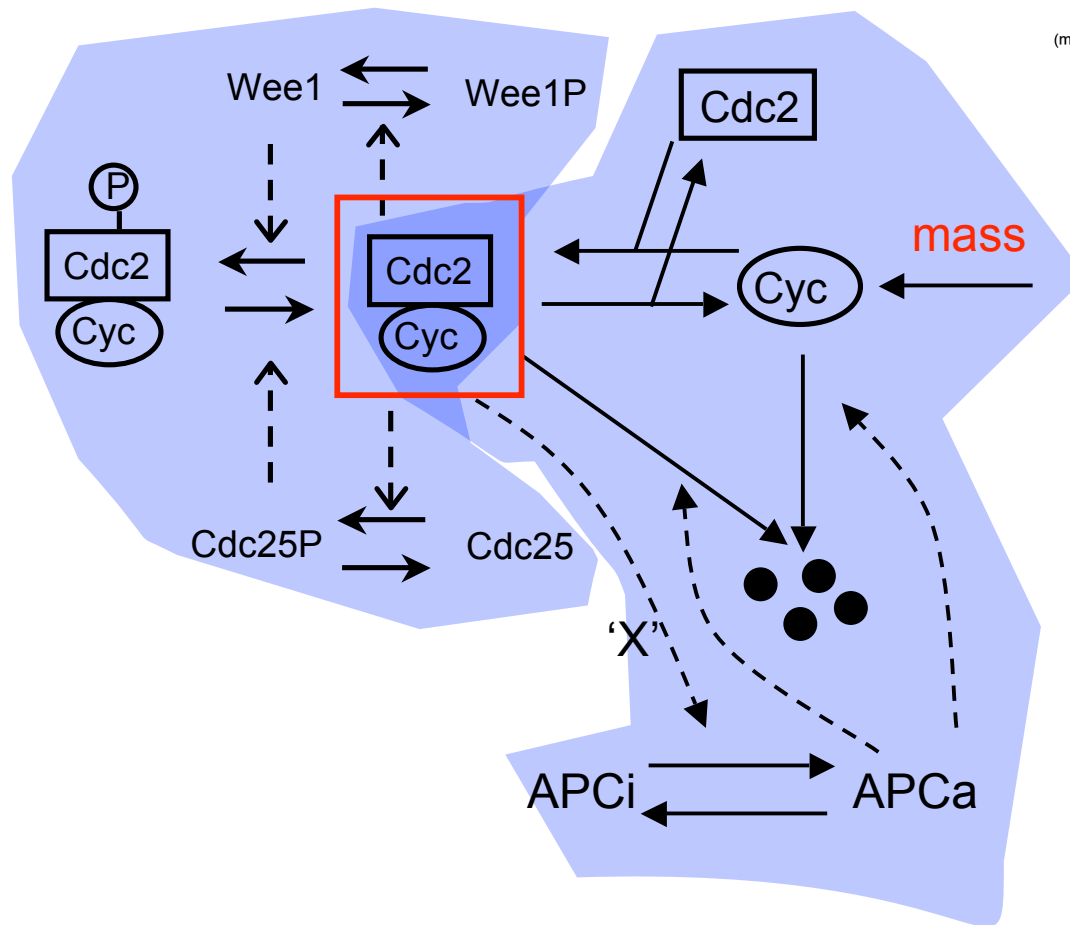 (m
Wee1
Wee1P
Cdc2
P
mass
Cdc2
Cdc2
Cyc
Cyc
Cyc
Cdc25P
Cdc25
‘X’
APCi
APCa